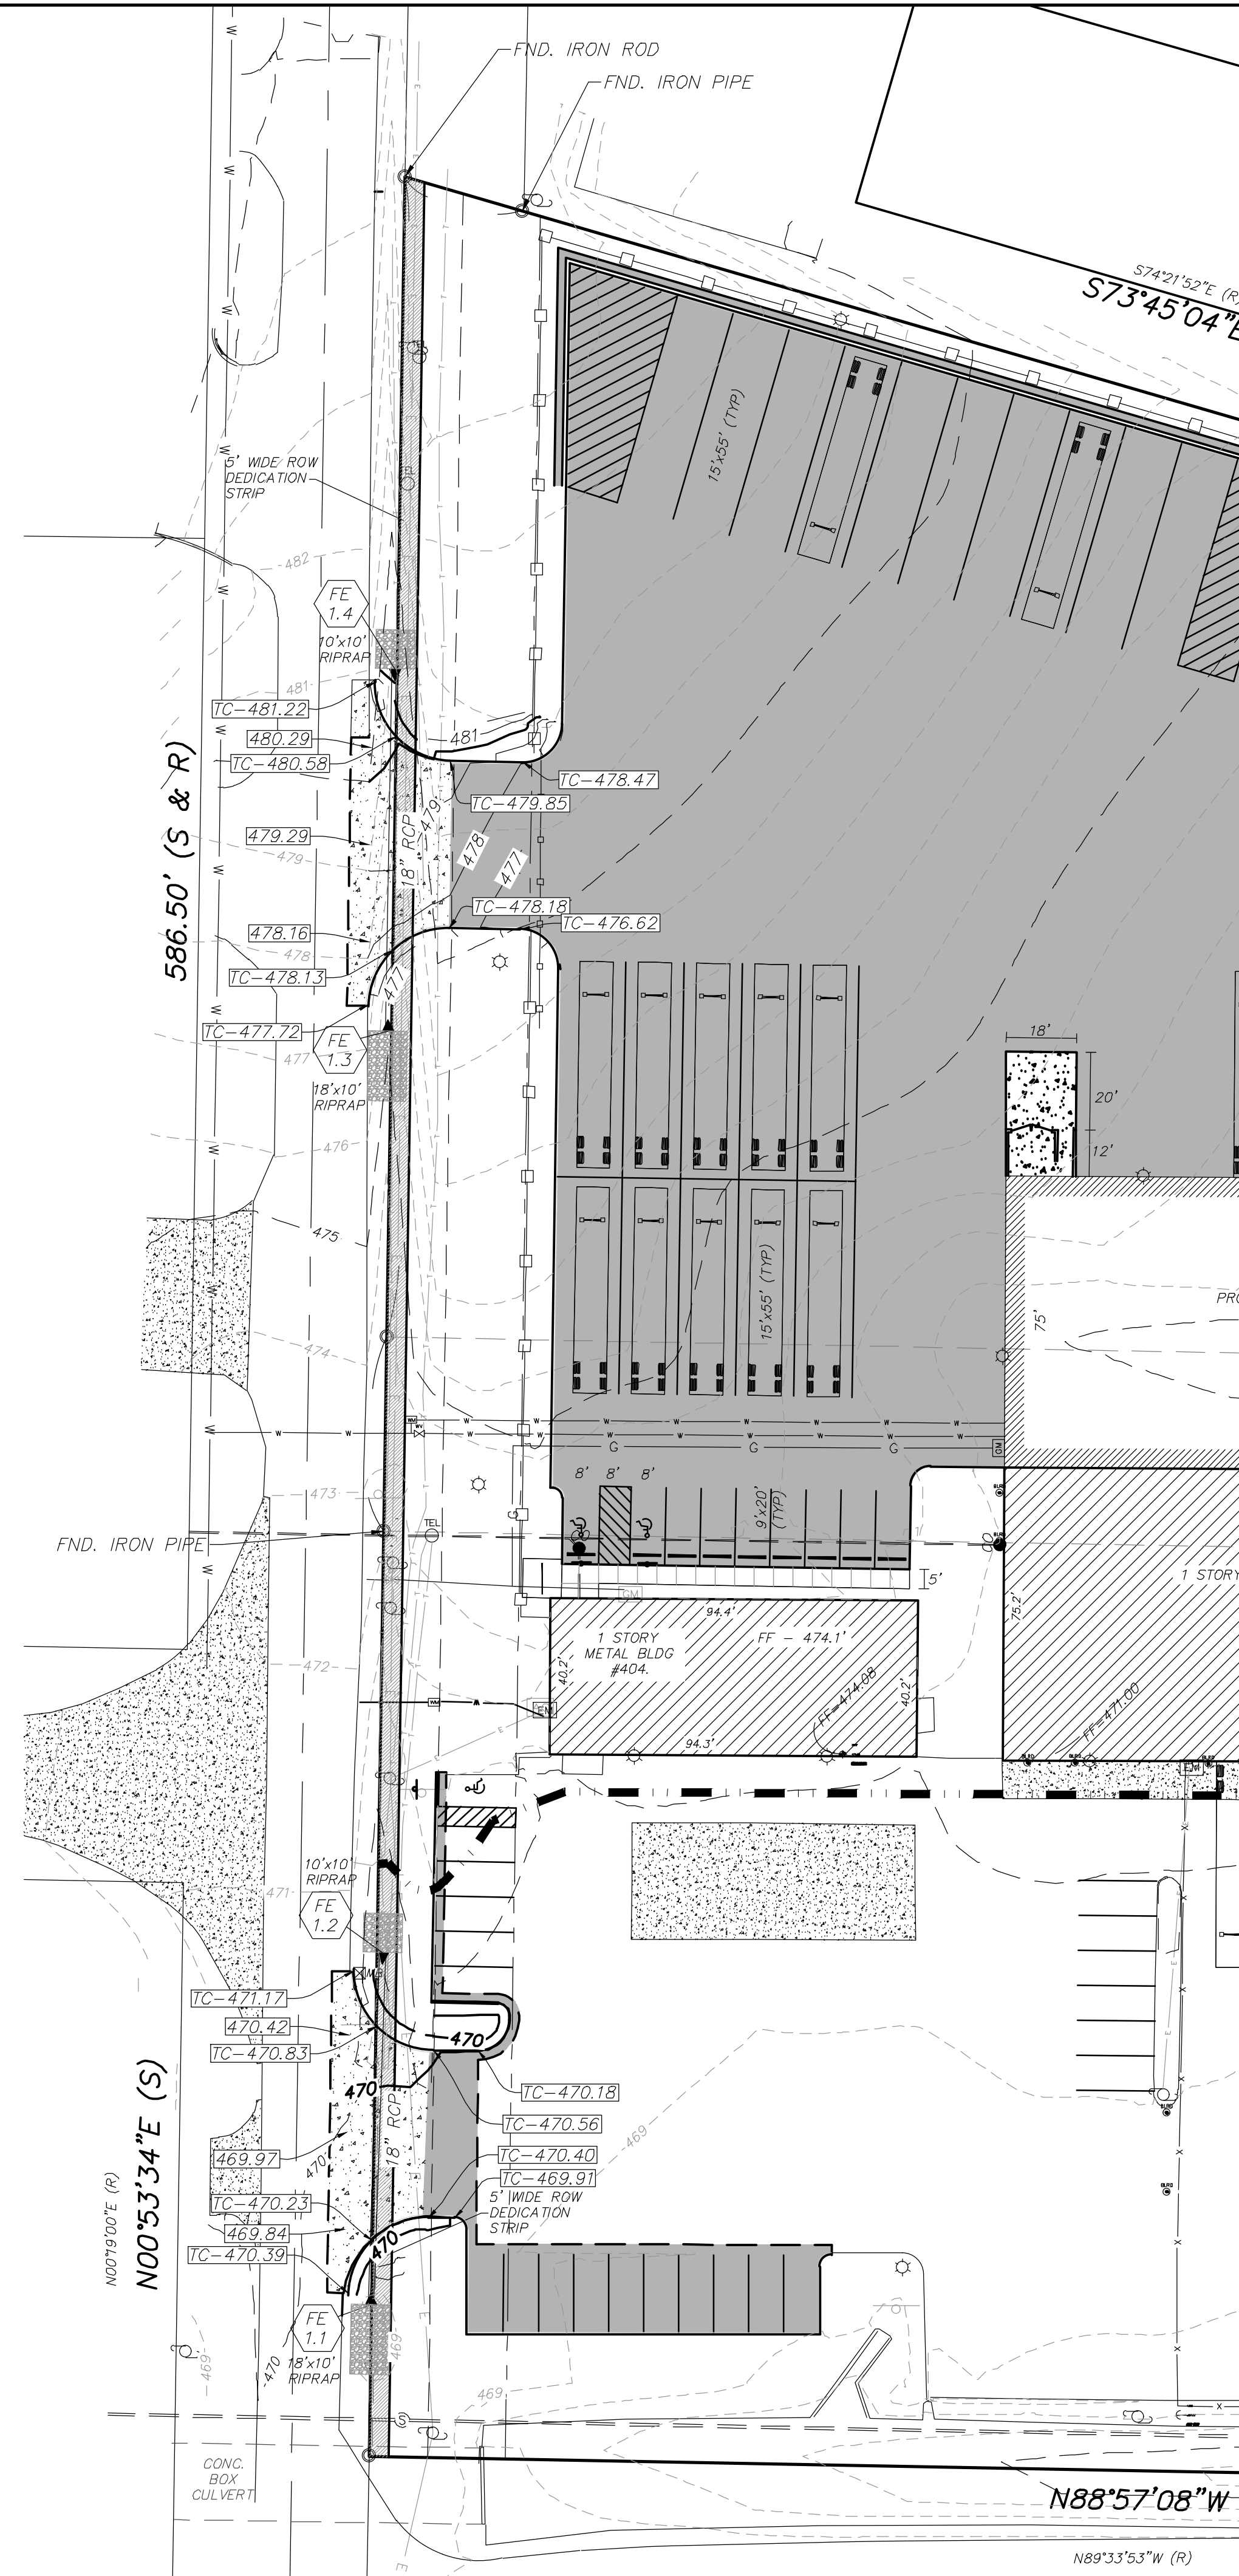 FND. IRON ROD
FND. IRON PIPE
S74°21'52"E (R)
S73°45'04"E
15'x55' (TYP)
5' WIDE ROW
DEDICATION
STRIP
482
FE
1.4
10'x10'
RIPRAP
481
TC-481.22
480.29
TC-480.58
481
TC-478.47
TC-479.85
586.50' (S & R)
479.29
479
18" RCP
479
478
477
TC-478.18
TC-476.62
478.16
478
TC-478.13
477
TC-477.72
FE
1.3
477
18'x10'
RIPRAP
18'
20'
12'
476
475
15'x55' (TYP)
PRO
75'
474
WM
WV
W
G
GM
8'
8'
8'
9'x20'
(TYP)
473
TEL
FND. IRON PIPE
5'
GM
94.4'
1 STORY
METAL BLDG
#404.
FF - 474.1'
40.2'
40.2'
FF=474.08
94.3'
EM
75.2'
1 STORY
FF=471.00
472
10'x10'
RIPRAP
471
FE
1.2
MH
TC-471.17
470.42
TC-470.83
470
470
TC-470.18
TC-470.56
18" RCP
TC-470.40
TC-469.91
469.97
470
469
5' WIDE ROW
DEDICATION
STRIP
TC-470.23
469.84
TC-470.39
470
N00°19'00"E (R)
N00°53'34"E (S)
FE
1.1
18'x10'
RIPRAP
469
470
469
469
S
CONC.
BOX
CULVERT
N88°57'08"W
N89°33'53"W (R)